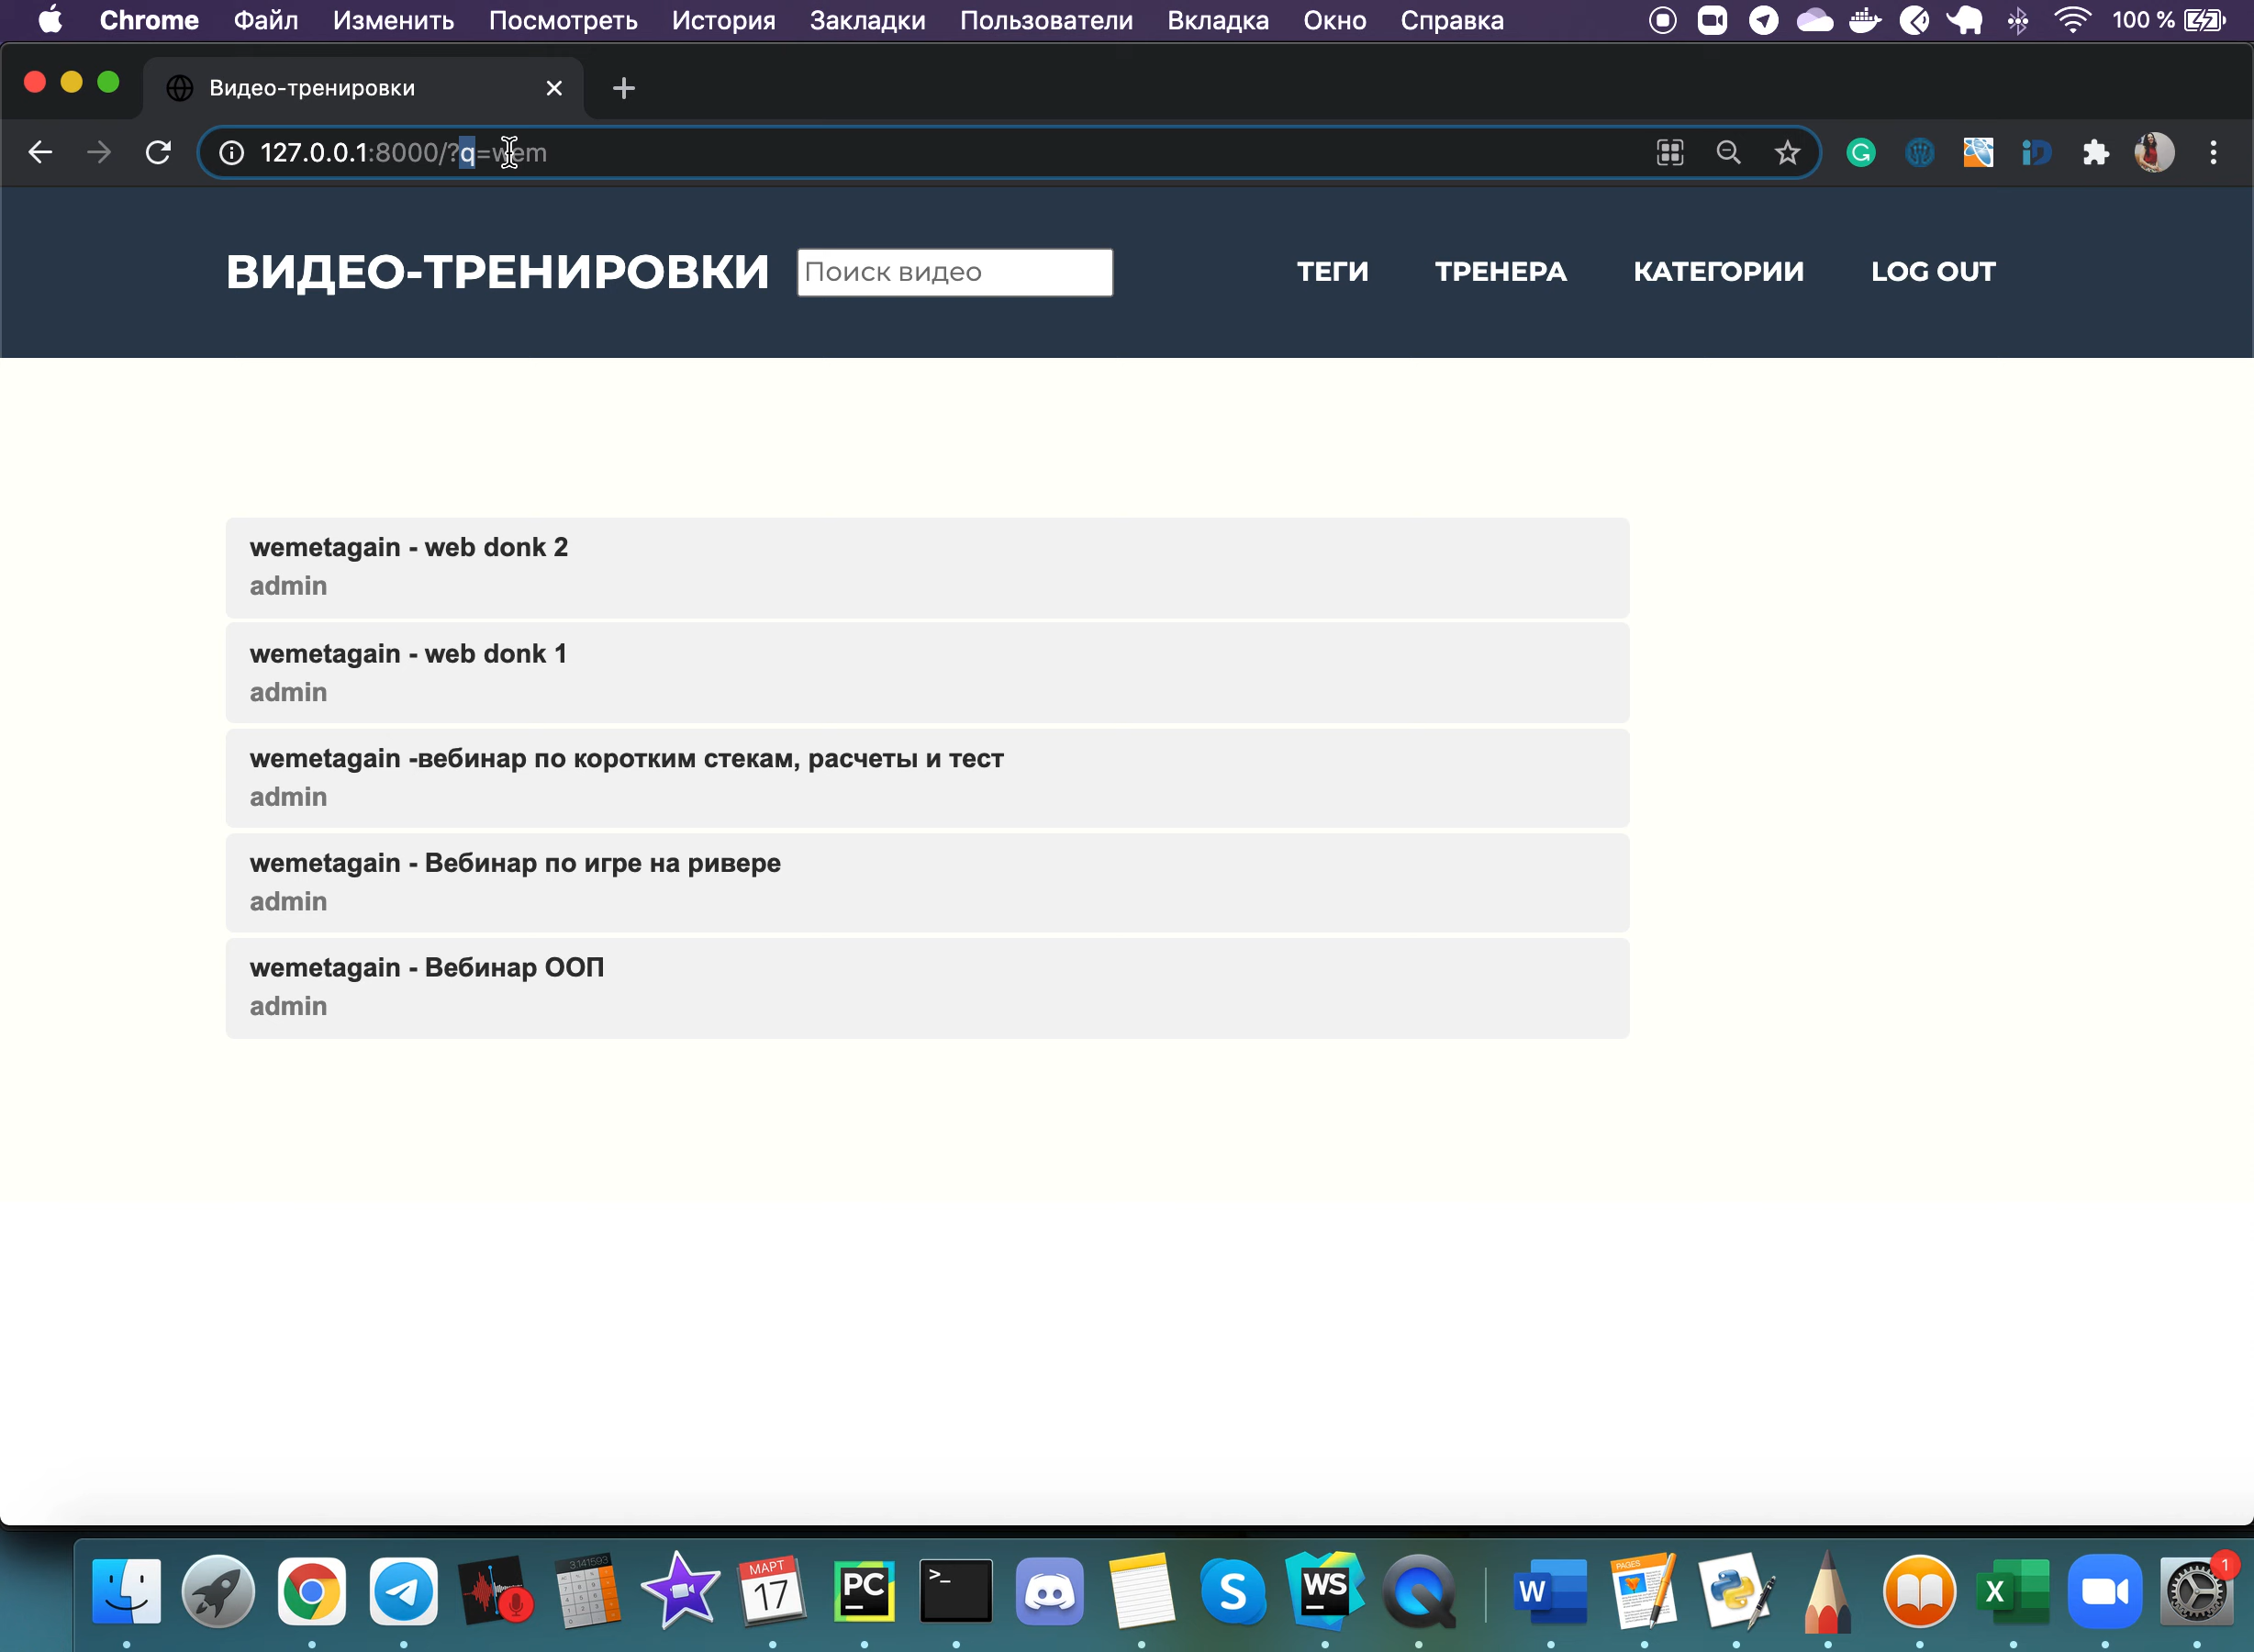 Chrome Файл Изменить Посмотреть История Закладки Пользователи Вкладка Окно Справка 100 %
Видео-тренировки
127.0.0.1:8000/?q=wem
ВИДЕО-ТРЕНИРОВКИ Поиск видео ТЕГИ ТРЕНЕРА КАТЕГОРИИ LOG OUT
wemetagain - web donk 2
admin
wemetagain - web donk 1
admin
wemetagain -вебинар по коротким стекам, расчеты и тест
admin
wemetagain - Вебинар по игре на ривере
admin
wemetagain - Вебинар ООП
admin
3.141593
МАРТ
17
PC
>_
S
WS
W
PAGES
X
1